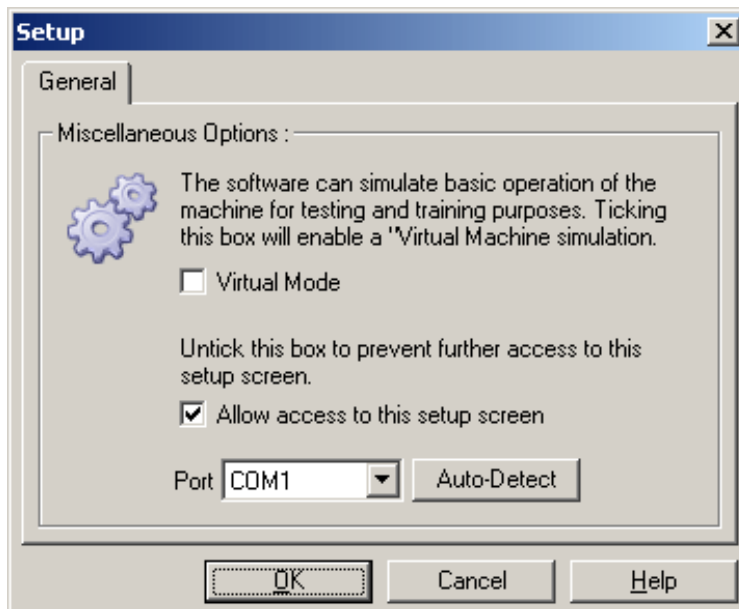 Setup
General
Miscellaneous Options :
The software can simulate basic operation of the
machine for testing and training purposes. Ticking
this box will enable a "Virtual Machine simulation.
Virtual Mode
Untick this box to prevent further access to this
setup screen.
Allow access to this setup screen
Port COM1 Auto-Detect
OK Cancel Help